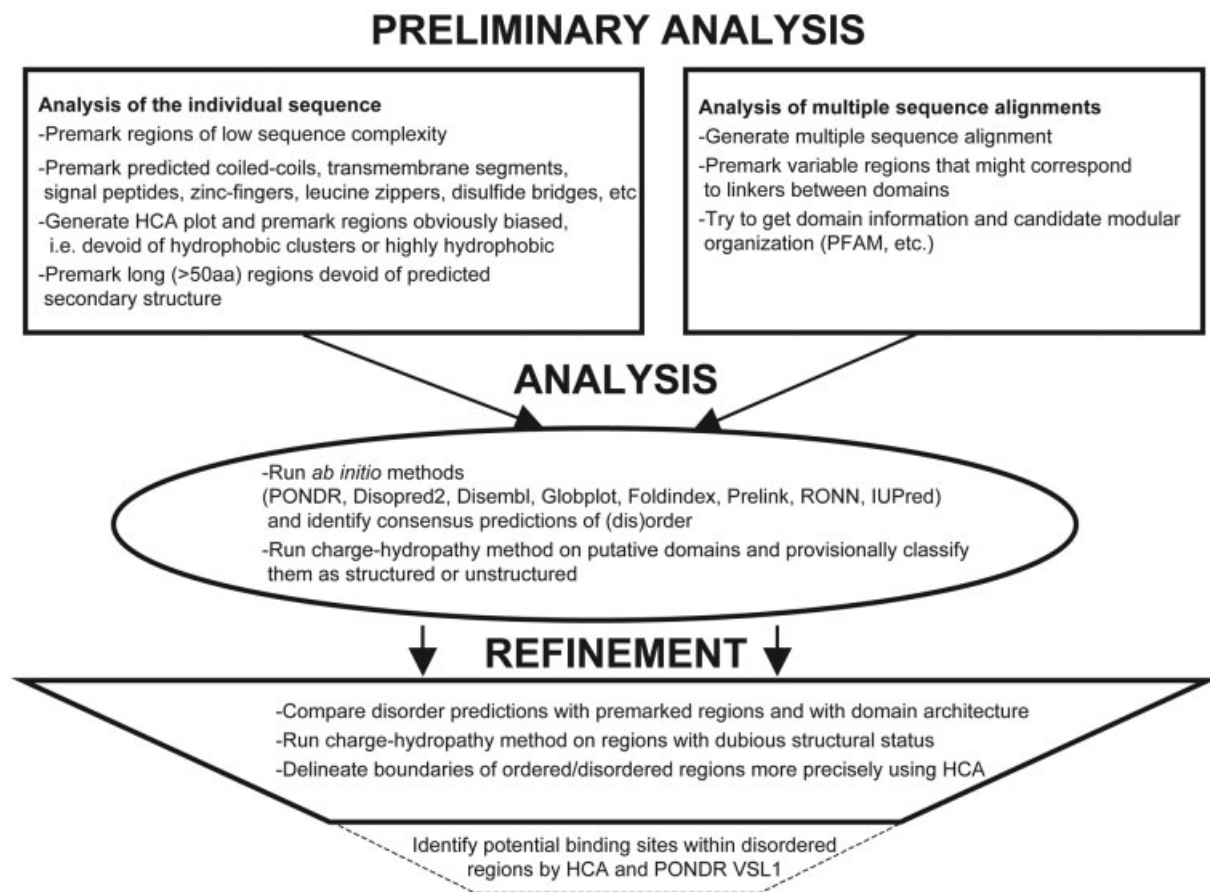 PRELIMINARY ANALYSIS
Analysis of the individual sequence
-Premark regions of low sequence complexity
-Premark predicted coiled-coils, transmembrane segments,
signal peptides, zinc-fingers, leucine zippers, disulfide bridges, etc
-Generate HCA plot and premark regions obviously biased,
i.e. devoid of hydrophobic clusters or highly hydrophobic
-Premark long (>50aa) regions devoid of predicted
secondary structure
Analysis of multiple sequence alignments
-Generate multiple sequence alignment
-Premark variable regions that might correspond
to linkers between domains
-Try to get domain information and candidate modular
organization (PFAM, etc.)
ANALYSIS
-Run ab initio methods
(PONDR, Disopred2, Disembl, Globplot, Foldindex, Prelink, RONN, IUPred)
and identify consensus predictions of (dis)order
-Run charge-hydropathy method on putative domains and provisionally classify
them as structured or unstructured
REFINEMENT
-Compare disorder predictions with premarked regions and with domain architecture
-Run charge-hydropathy method on regions with dubious structural status
-Delineate boundaries of ordered/disordered regions more precisely using HCA
Identify potential binding sites within disordered
regions by HCA and PONDR VSL1